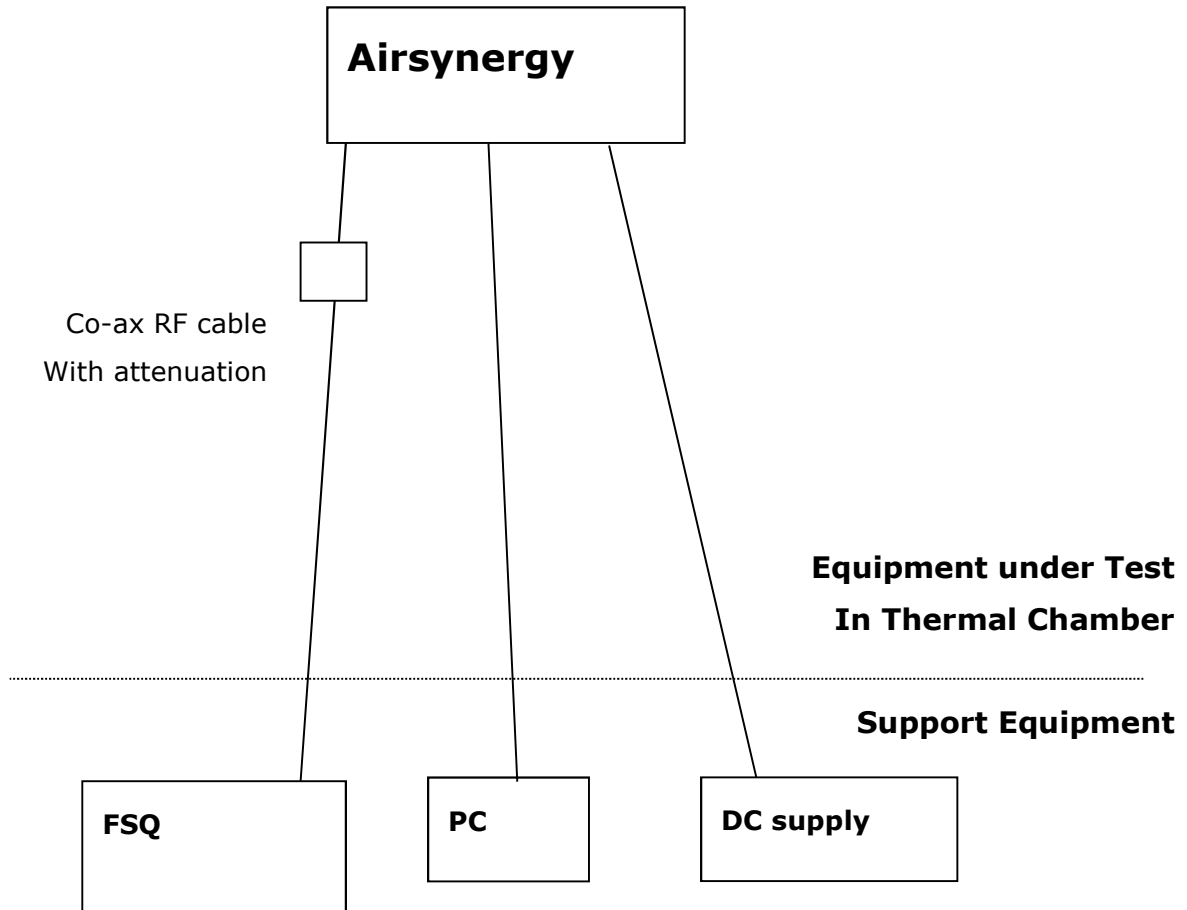 Airsynergy
Co-ax RF cable
With attenuation
Equipment under Test
In Thermal Chamber
Support Equipment
FSQ
PC
DC supply